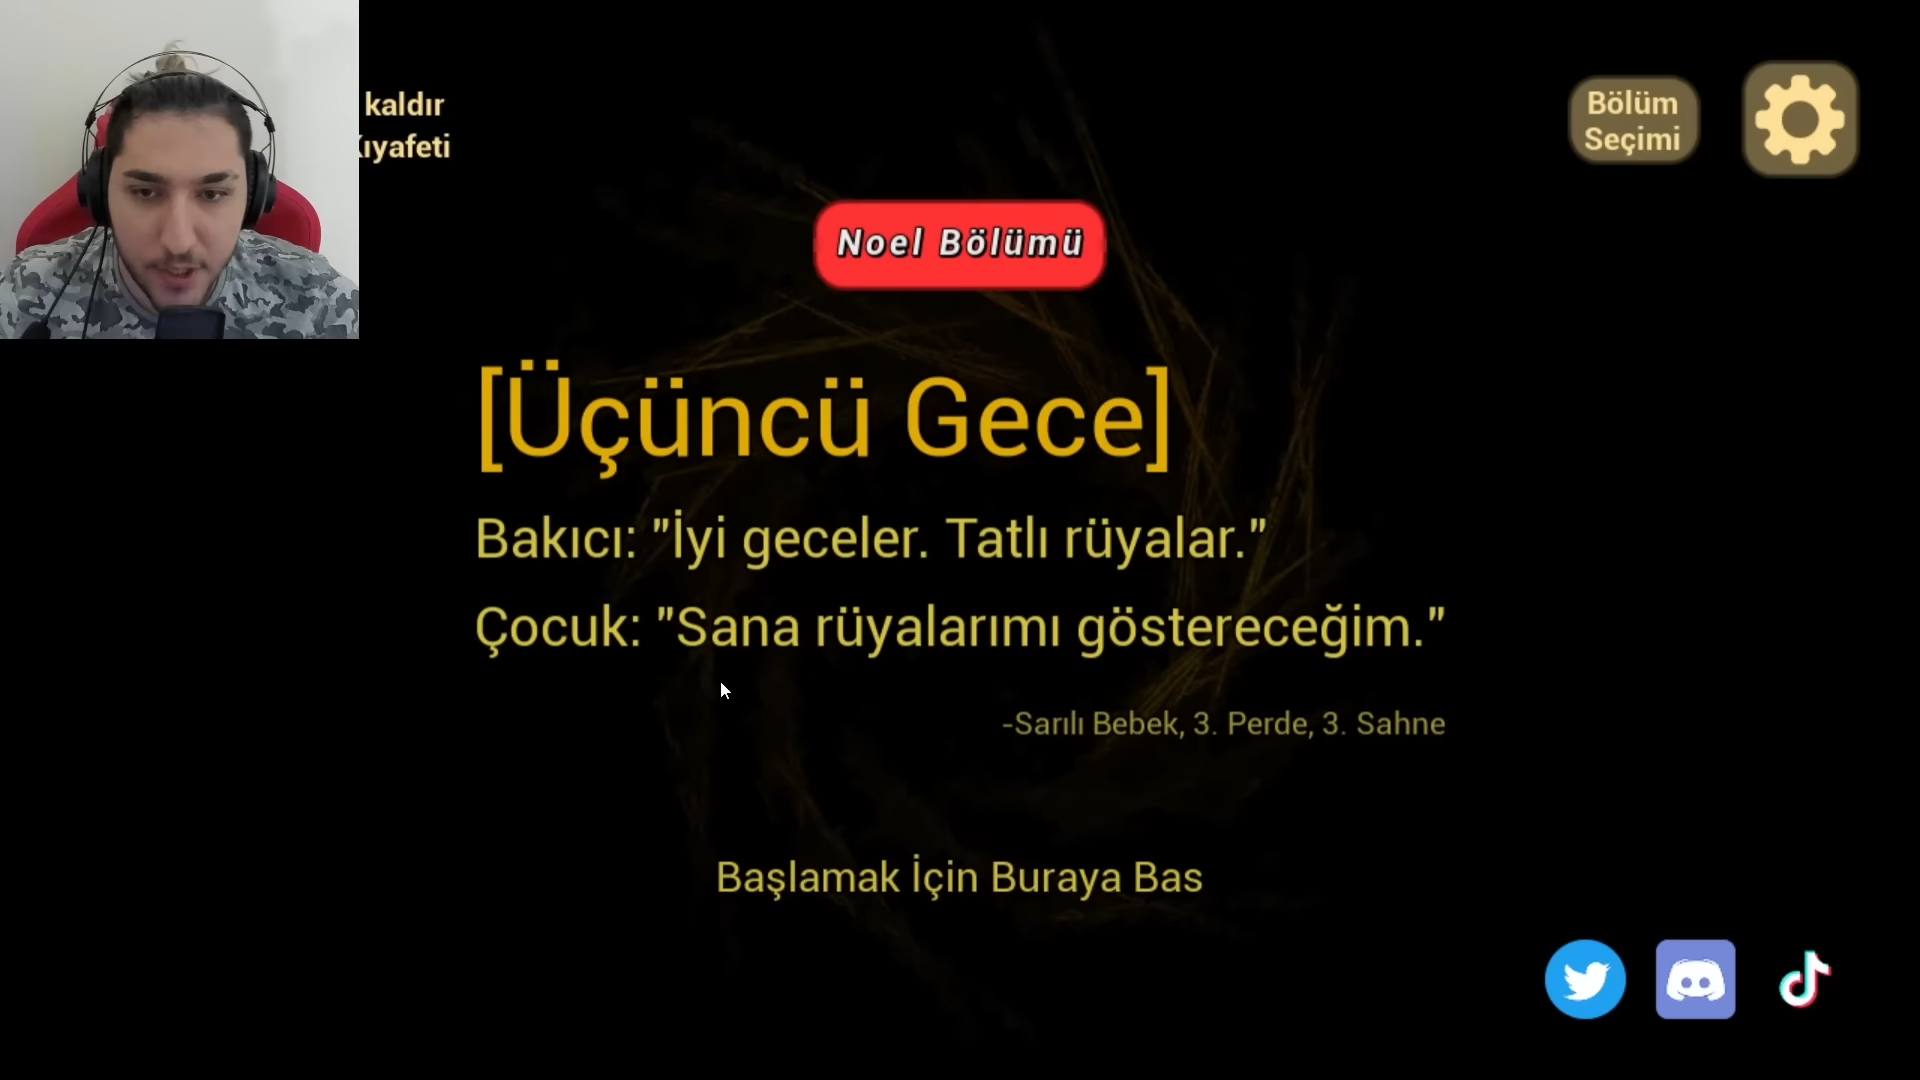 kaldır
Kıyafeti
Bölüm
Seçimi
Noel Bölümü
[Üçüncü Gece]
Bakıcı: "İyi geceler. Tatlı rüyalar."
Çocuk: "Sana rüyalarımı göstereceğim."
-Sarılı Bebek, 3. Perde, 3. Sahne
Başlamak İçin Buraya Bas